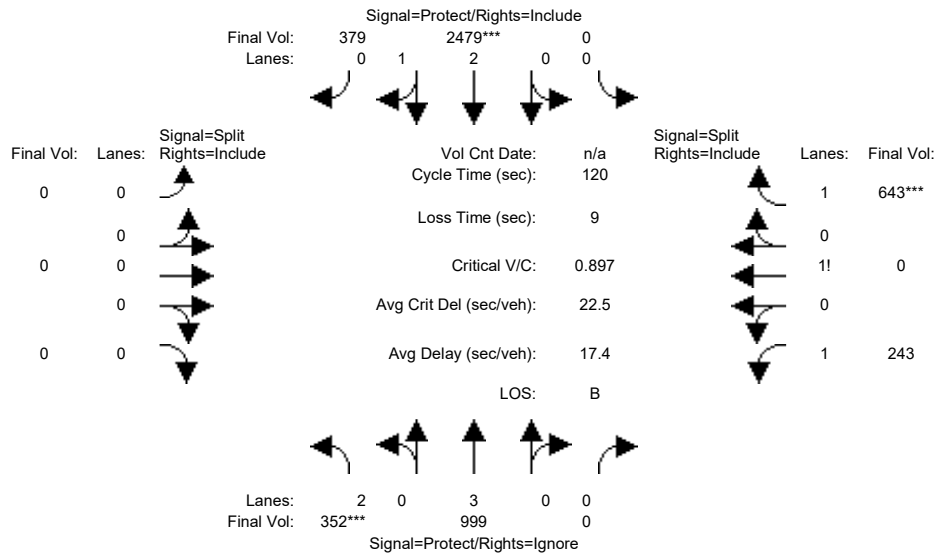 Signal=Protect/Rights=Include
Final Vol: 379 2479*** 0
Lanes: 0 1 2 0 0
Signal=Split Signal=Split
Final Vol: Lanes: Rights=Include Vol Cnt Date: n/a Rights=Include Lanes: Final Vol:
Cycle Time (sec): 120
0 0 1 643***
Loss Time (sec): 9
0 0
0 0 Critical V/C: 0.897 1! 0
0 Avg Crit Del (sec/veh): 22.5 0
0 0 Avg Delay (sec/veh): 17.4 1 243
LOS: B
Lanes: 2 0 3 0 0
Final Vol: 352*** 999 0
Signal=Protect/Rights=Ignore